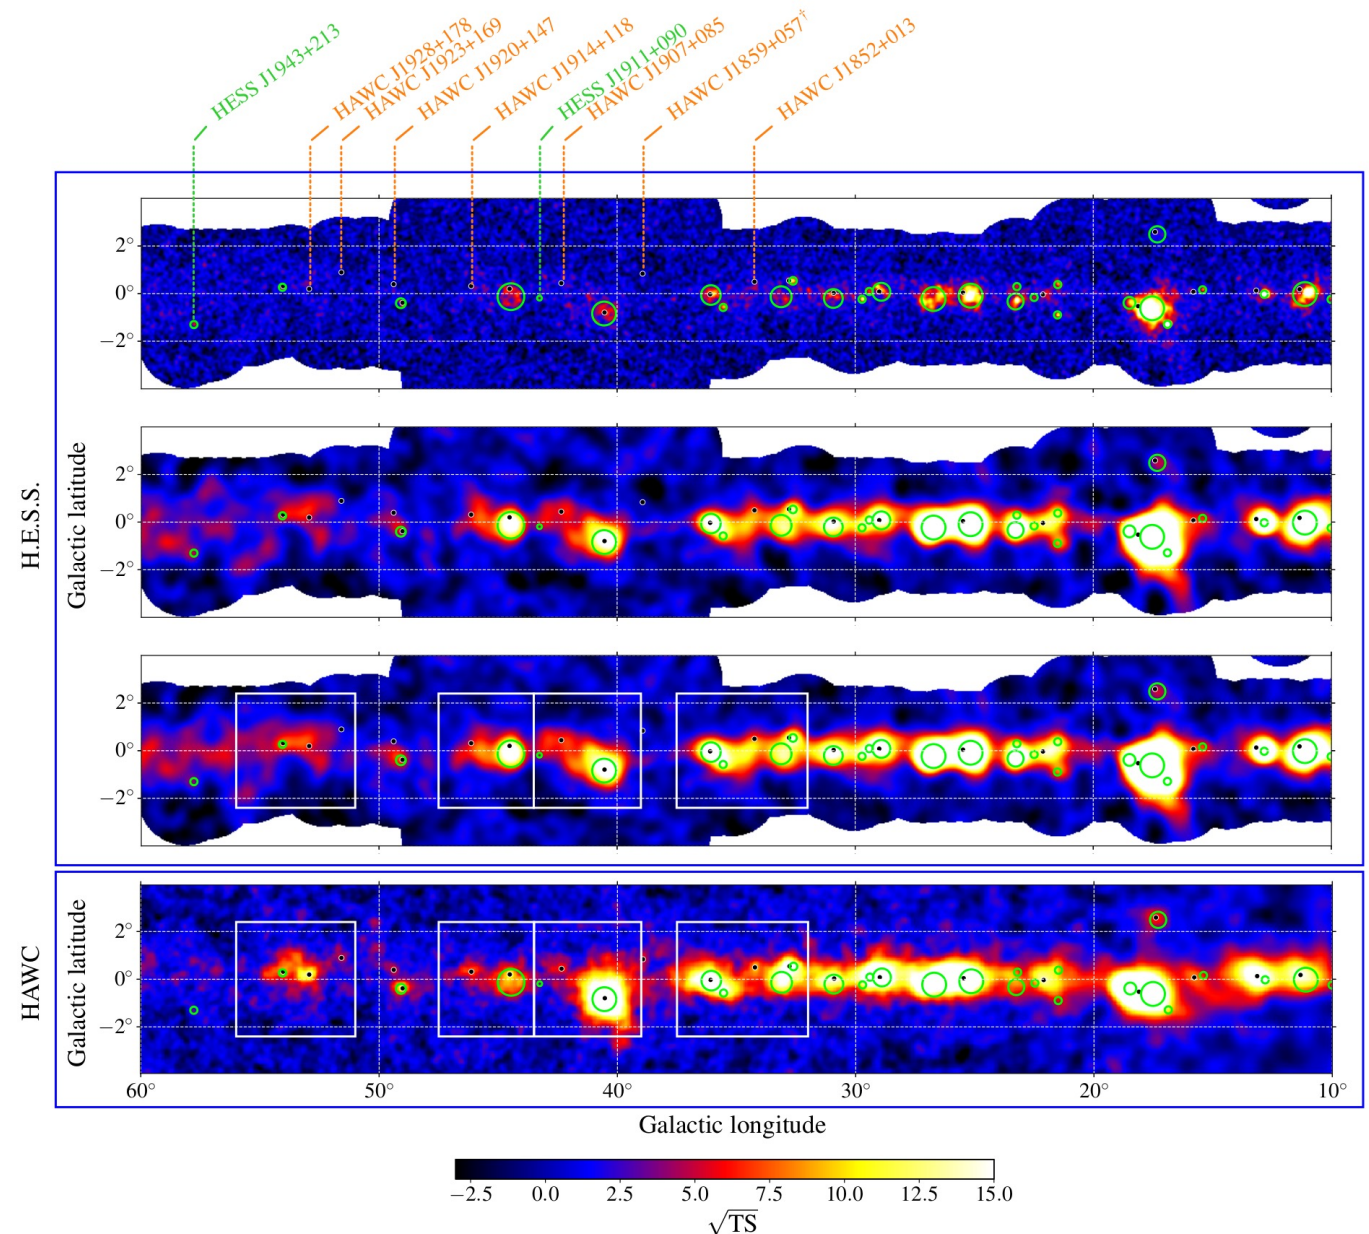 HESS J1943+213
HAWC J1928+178
HAWC J1923+169
HAWC J1920+147
HAWC J1914+118
HESS J1911+090
HAWC J1907+085
HAWC J1859+057†
HAWC J1852+013
H.E.S.S.
Galactic latitude
2°
0°
−2°
2°
0°
−2°
2°
0°
−2°
HAWC
Galactic latitude
2°
0°
−2°
60° 50° 40° 30° 20° 10°
Galactic longitude
−2.5 0.0 2.5 5.0 7.5 10.0 12.5 15.0
√TS